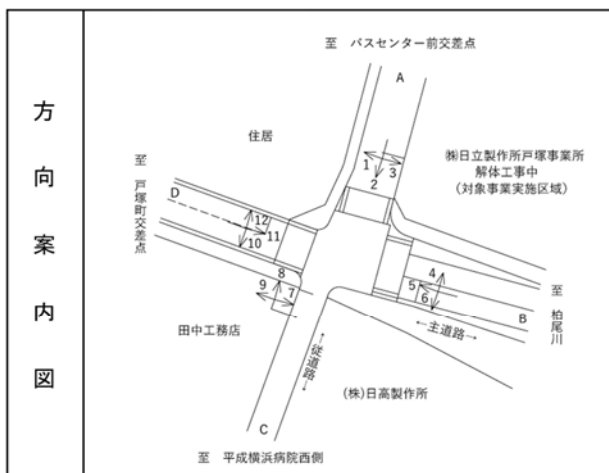 方向案内図
至 バスセンター前交差点
A
住居
㈱日立製作所戸塚事業所
解体工事中
(対象事業実施区域)
1
3
2
至 戸塚町交差点
D
12
11
10
4
5
6
至 柏尾川
B
8
9
7
←主道路→
田中工務店
←従道路→
(株)日高製作所
C
至 平成横浜病院西側